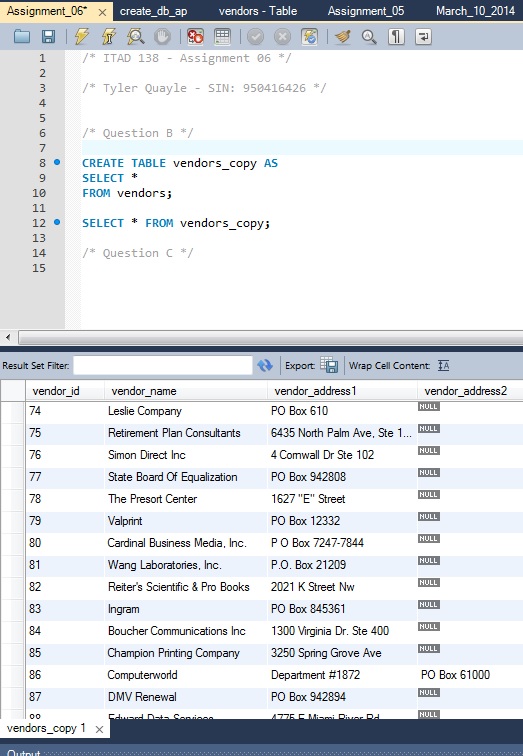 Assignment_06* × create_db_ap vendors - Table Assignment_05 March_10_2014
1 /* ITAD 138 - Assignment 06 */
2
3 /* Tyler Quayle - SIN: 950416426 */
4
5
6 /* Question B */
7
8 CREATE TABLE vendors_copy AS
9 SELECT *
10 FROM vendors;
11
12 SELECT * FROM vendors_copy;
13
14 /* Question C */
15
Result Set Filter: Export: Wrap Cell Content:
vendor_id vendor_name vendor_address1 vendor_address2
74 Leslie Company PO Box 610 NULL
75 Retirement Plan Consultants 6435 North Palm Ave, Ste 1... NULL
76 Simon Direct Inc 4 Cornwall Dr Ste 102 NULL
77 State Board Of Equalization PO Box 942808 NULL
78 The Presort Center 1627 "E" Street NULL
79 Valprint PO Box 12332 NULL
80 Cardinal Business Media, Inc. P O Box 7247-7844 NULL
81 Wang Laboratories, Inc. P.O. Box 21209 NULL
82 Reiter's Scientific & Pro Books 2021 K Street Nw NULL
83 Ingram PO Box 845361 NULL
84 Boucher Communications Inc 1300 Virginia Dr. Ste 400 NULL
85 Champion Printing Company 3250 Spring Grove Ave NULL
86 Computerworld Department #1872 PO Box 61000
87 DMV Renewal PO Box 942894 NULL
88 Edward Data Services 4775 E Miami River Rd NULL
vendors_copy 1 ×
Output